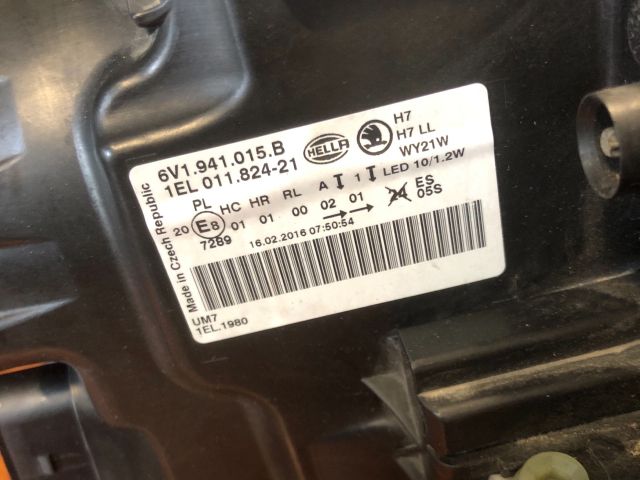 6V1.941.015.B
1EL 011.824-21
HELLA
H7
H7 LL
WY21W
LED 10/1.2W
PL HC HR RL A 1
20 E8 01 01 00 02 01 24 ES
05S
7289
16.02.2016 07:50:54
Made in Czech Republic
UM7
1EL.1980